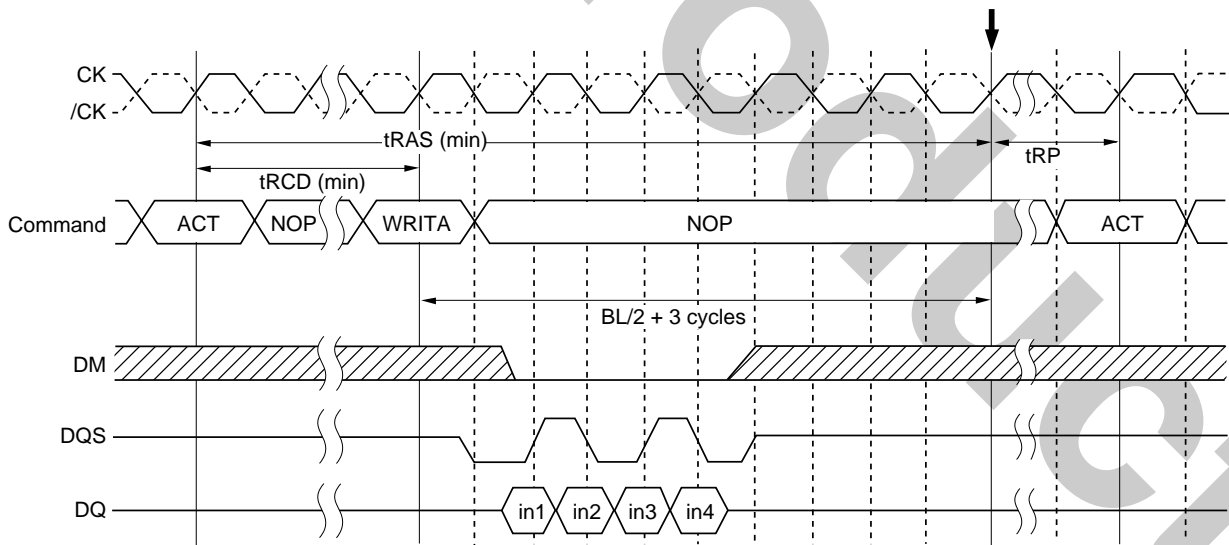 CK
/CK
tRAS (min)
tRP
tRCD (min)
Command ACT NOP WRITA NOP ACT
BL/2 + 3 cycles
DM
DQS
DQ in1 in2 in3 in4
oduc